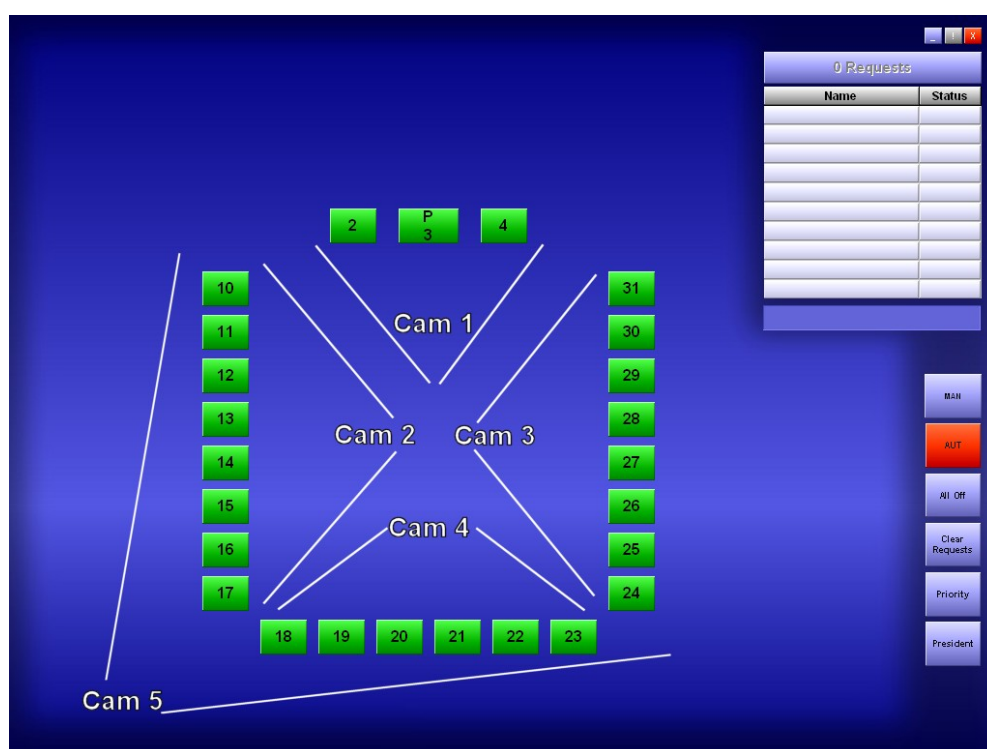 _ ! X
0 Requests
Name Status
2 P 4
3
10 31
Cam 1
11 30
12 29
MAN
13 28
Cam 2 Cam 3
AUT
14 27
15 26
All Off
Cam 4
16 25
Clear
Requests
17 24
Priority
18 19 20 21 22 23
President
Cam 5